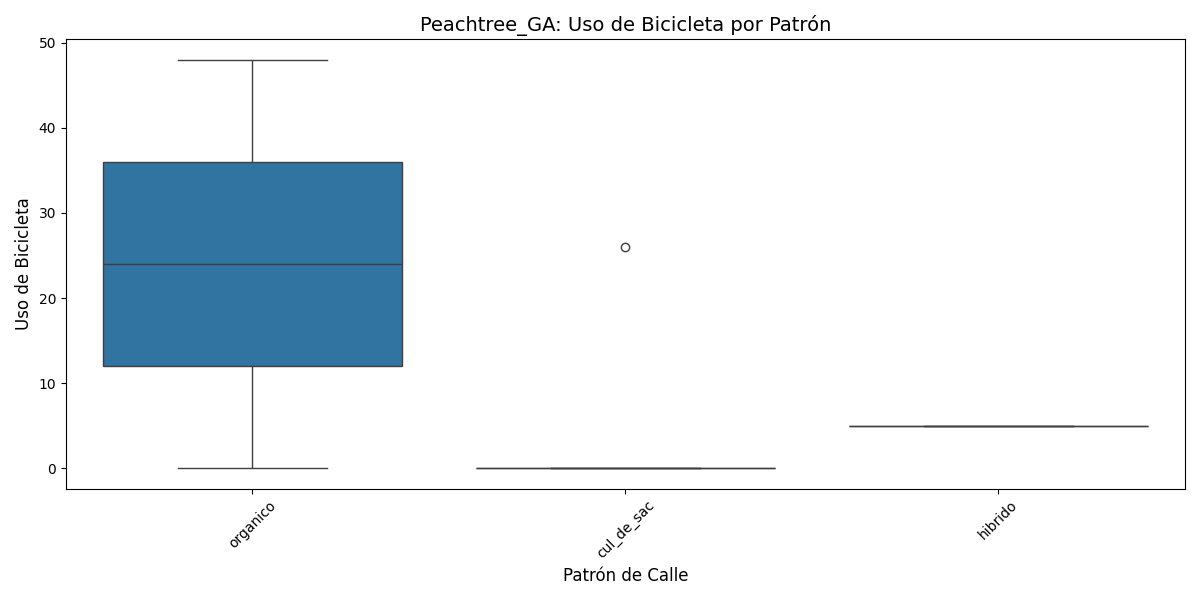 Peachtree_GA: Uso de Bicicleta por Patrón
Uso de Bicicleta
50
40
30
20
10
0
organico
cul_de_sac
hibrido
Patrón de Calle